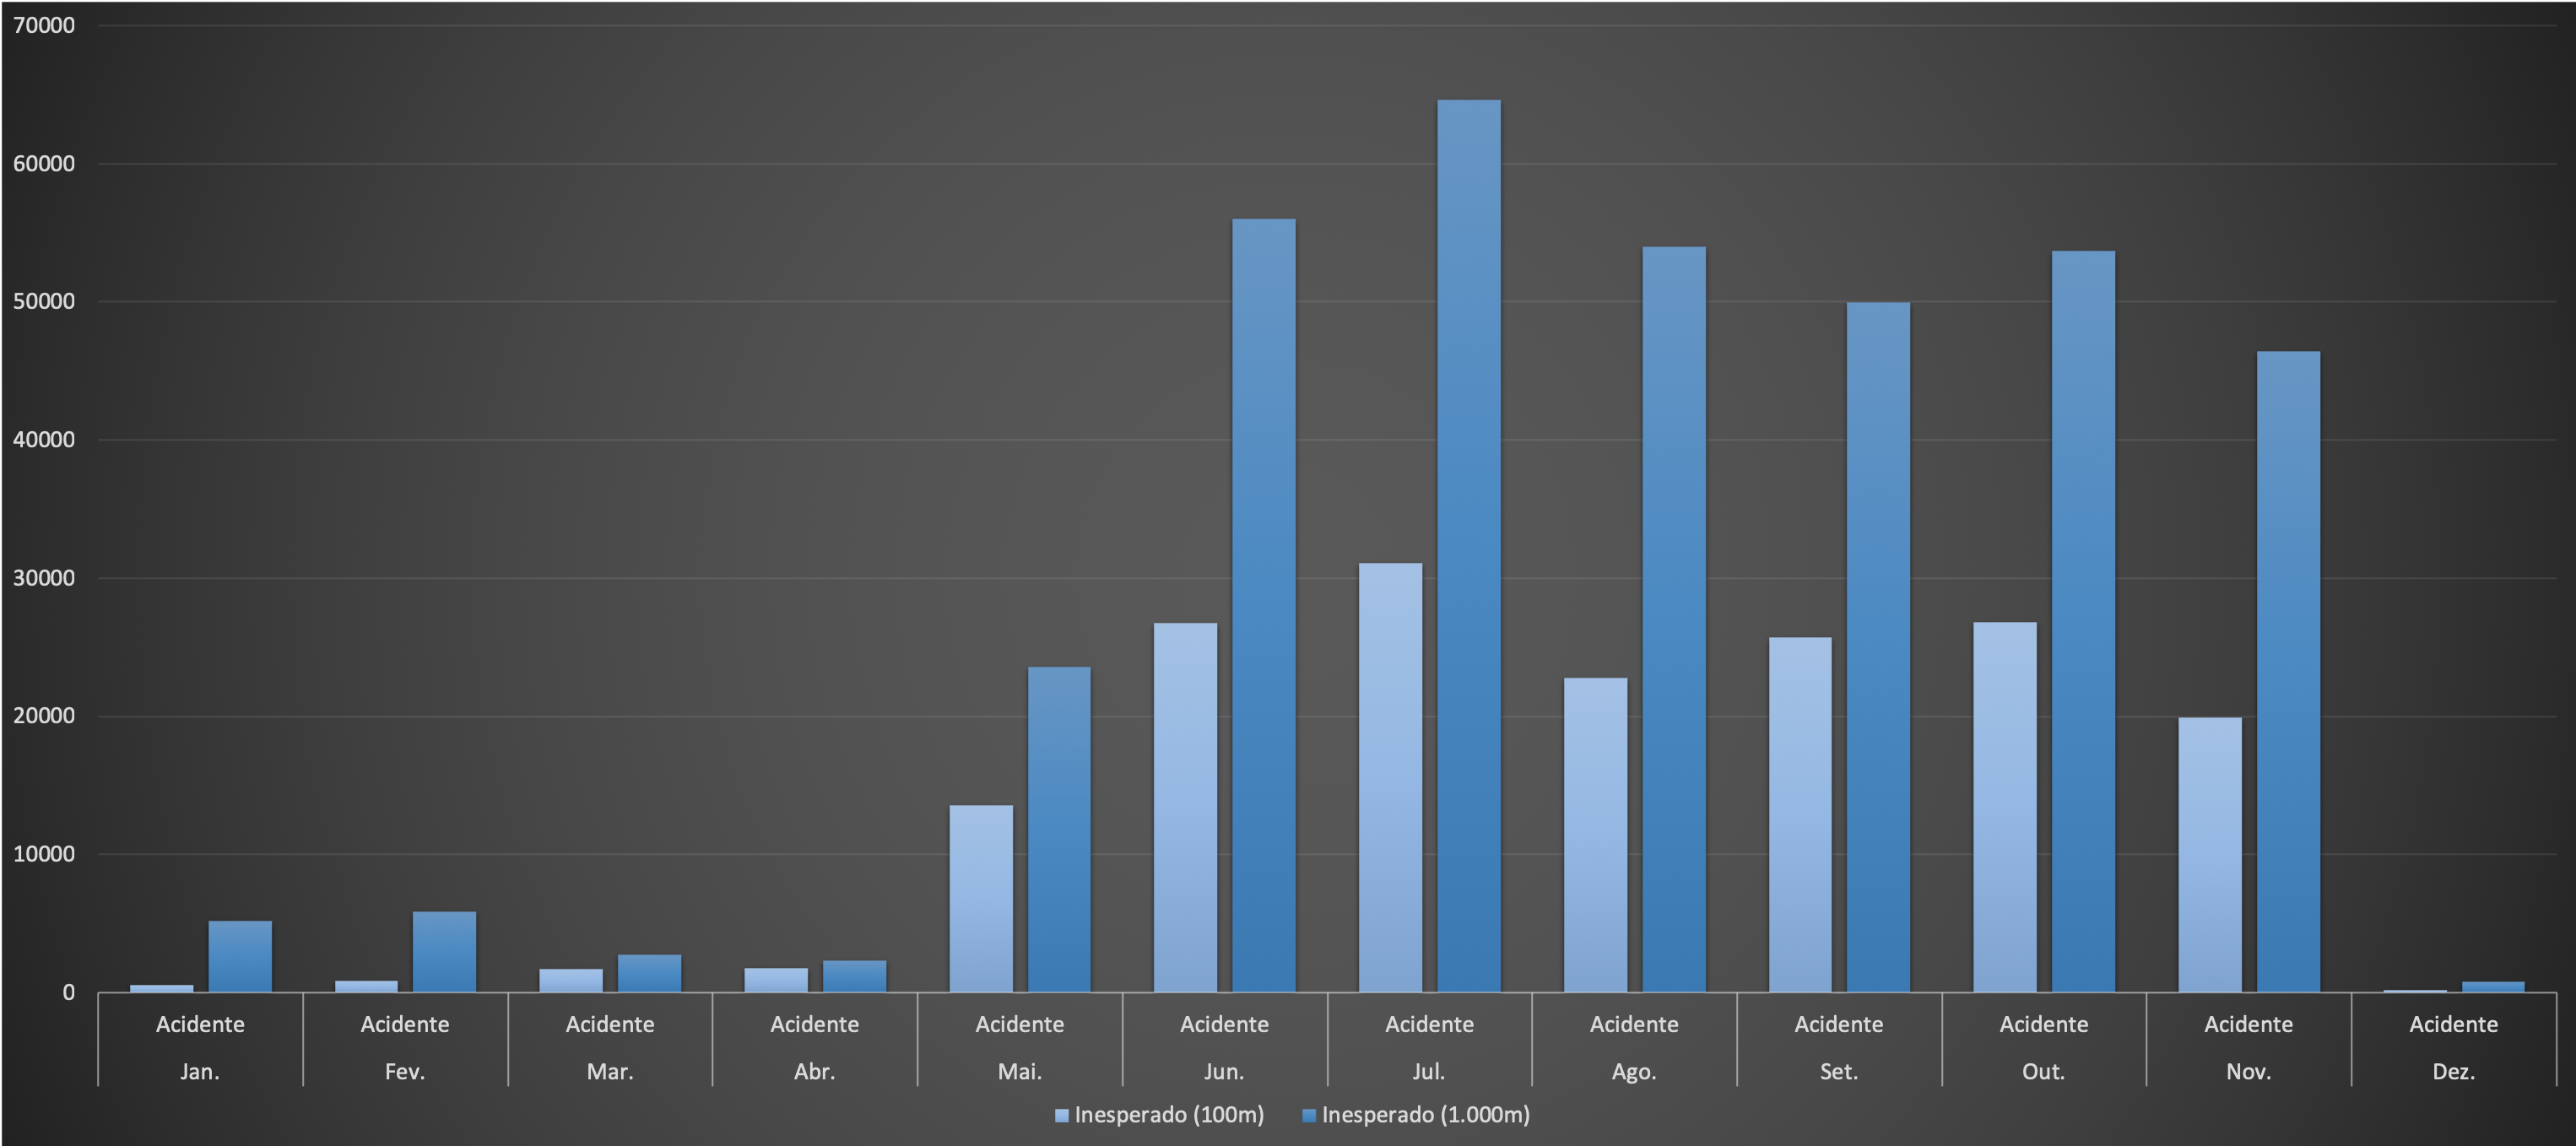 70000
60000
50000
40000
30000
20000
10000
0
Acidente Acidente Acidente Acidente Acidente Acidente Acidente Acidente Acidente Acidente Acidente Acidente
Jan. Fev. Mar. Abr. Mai. Jun. Jul. Ago. Set. Out. Nov. Dez.
Inesperado (100m) Inesperado (1.000m)